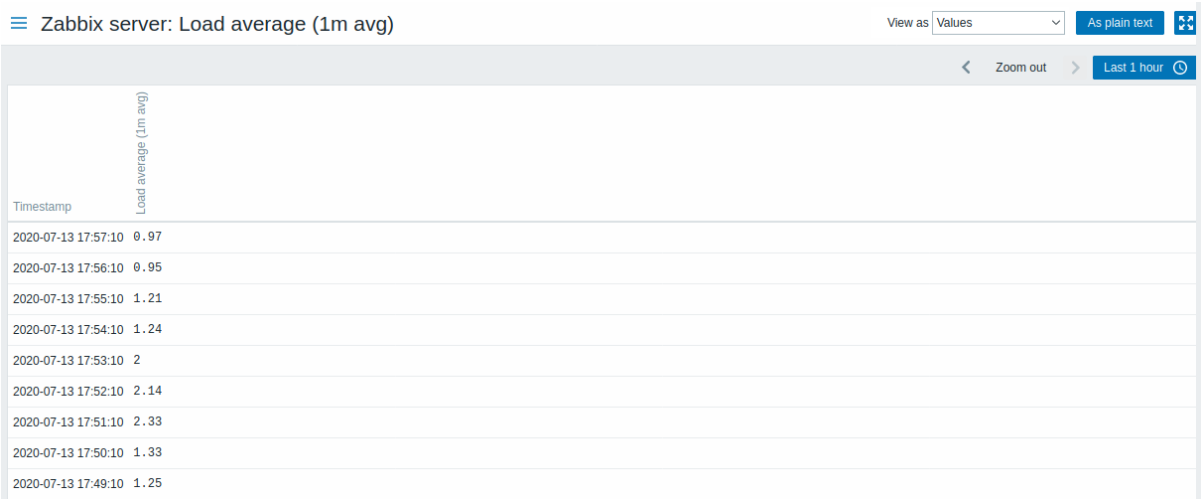 Zabbix server: Load average (1m avg) View as Values As plain text
Zoom out Last 1 hour
Timestamp Load average (1m avg)
2020-07-13 17:57:10 0.97
2020-07-13 17:56:10 0.95
2020-07-13 17:55:10 1.21
2020-07-13 17:54:10 1.24
2020-07-13 17:53:10 2
2020-07-13 17:52:10 2.14
2020-07-13 17:51:10 2.33
2020-07-13 17:50:10 1.33
2020-07-13 17:49:10 1.25